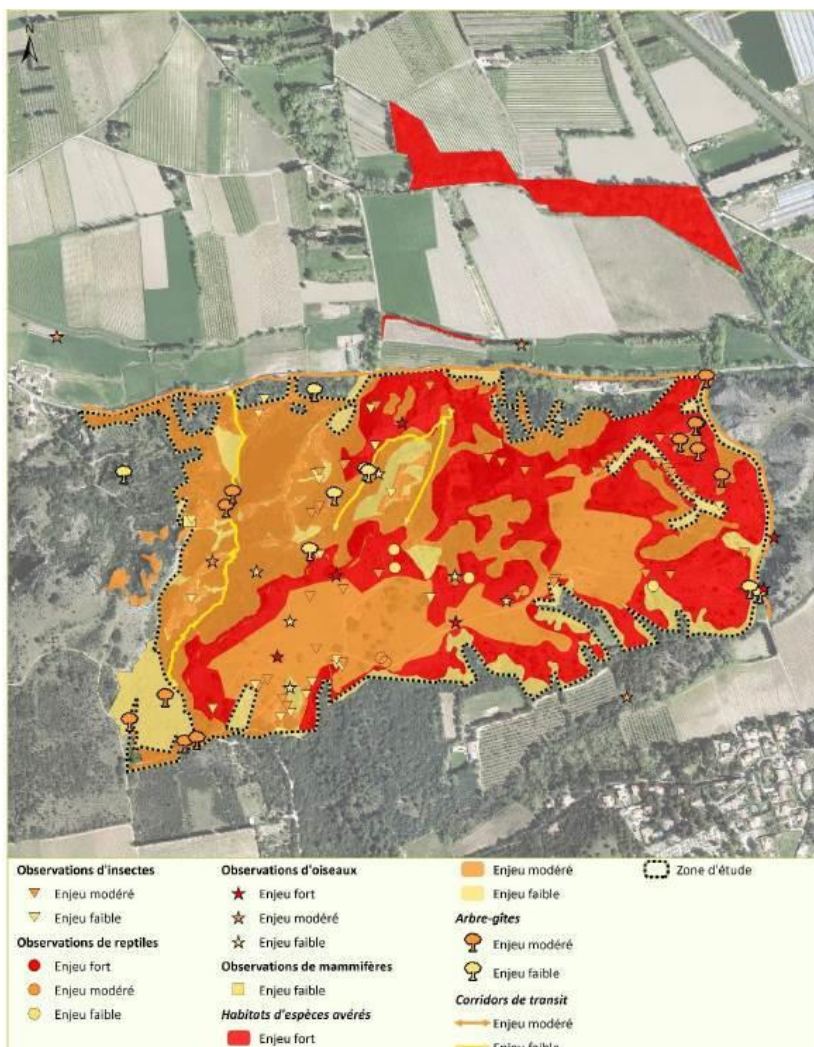 N
Observations d'insectes
Enjeu modéré
Enjeu faible
Observations de reptiles
Enjeu fort
Enjeu modéré
Enjeu faible
Observations d'oiseaux
Enjeu fort
Enjeu modéré
Enjeu faible
Observations de mammifères
Enjeu faible
Habitats d'espèces avérés
Enjeu fort
Enjeu modéré
Enjeu faible
Arbre-gîtes
Enjeu modéré
Enjeu faible
Corridors de transit
Enjeu modéré
Enjeu faible
Zone d'étude